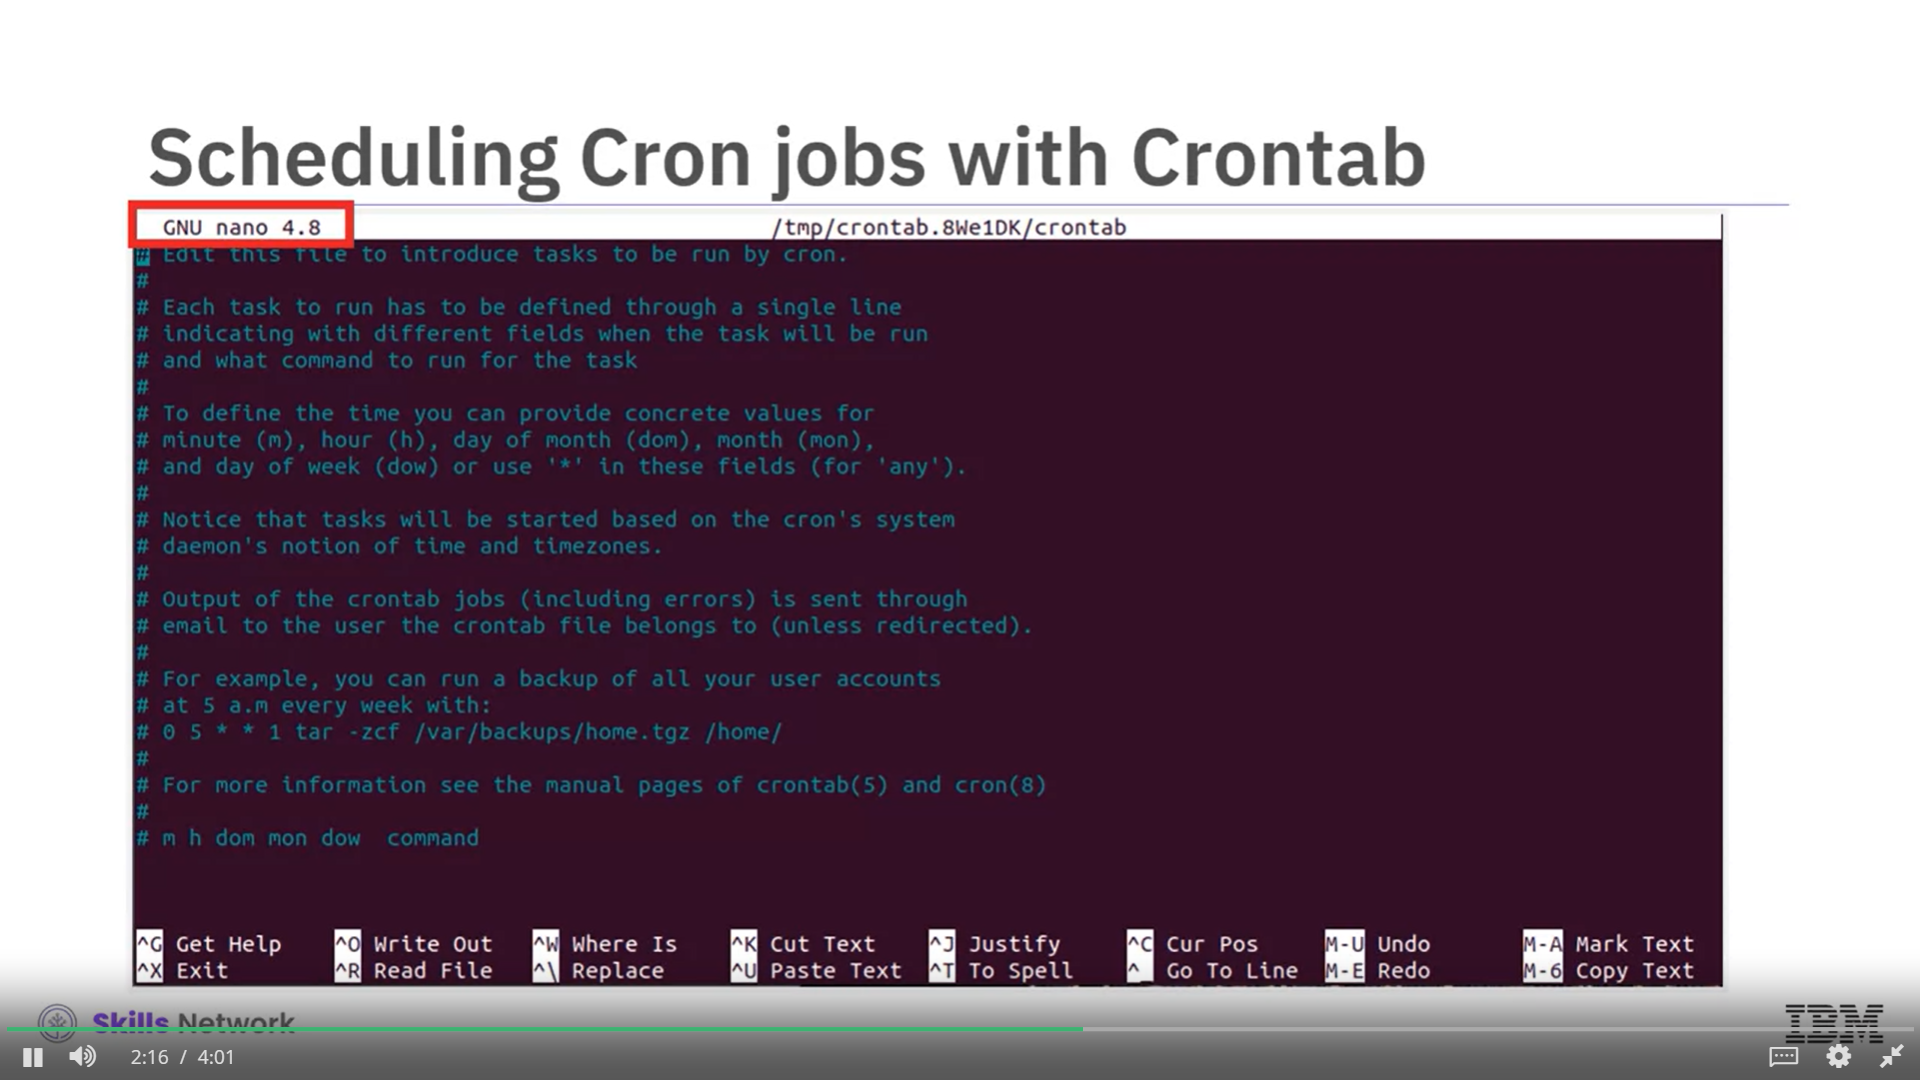 Scheduling Cron jobs with Crontab
GNU nano 4.8 /tmp/crontab.8We1DK/crontab
# Edit this file to introduce tasks to be run by cron.
#
# Each task to run has to be defined through a single line
# indicating with different fields when the task will be run
# and what command to run for the task
#
# To define the time you can provide concrete values for
# minute (m), hour (h), day of month (dom), month (mon),
# and day of week (dow) or use '*' in these fields (for 'any').
#
# Notice that tasks will be started based on the cron's system
# daemon's notion of time and timezones.
#
# Output of the crontab jobs (including errors) is sent through
# email to the user the crontab file belongs to (unless redirected).
#
# For example, you can run a backup of all your user accounts
# at 5 a.m every week with:
# 0 5 * * 1 tar -zcf /var/backups/home.tgz /home/
#
# For more information see the manual pages of crontab(5) and cron(8)
#
# m h dom mon dow  command
^G Get Help ^O Write Out ^W Where Is ^K Cut Text ^J Justify ^C Cur Pos M-U Undo M-A Mark Text
^X Exit ^R Read File ^\ Replace ^U Paste Text ^T To Spell ^_ Go To Line M-E Redo M-6 Copy Text
Skills Network IBM
2:16 / 4:01